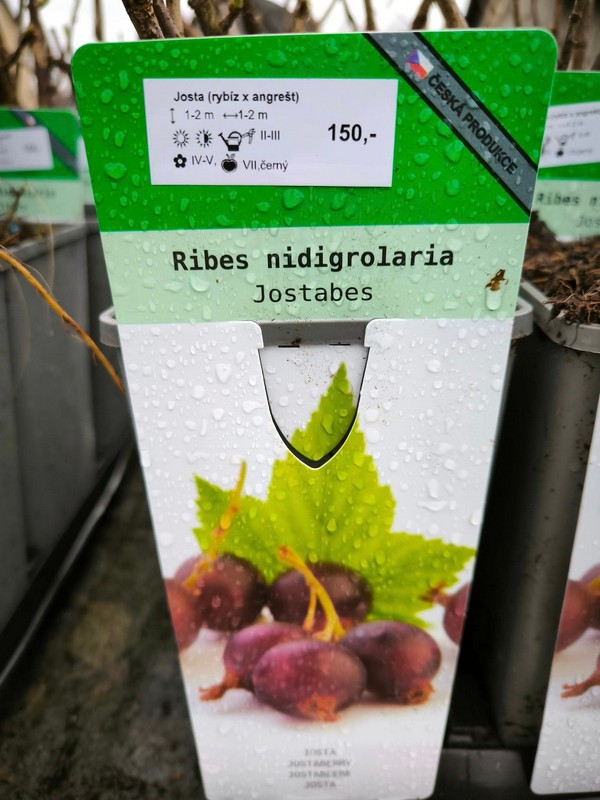 Josta (rybíz x angrešt)
1-2 m 1-2 m
II-III
150,-
IV-V, VII,černý
ČESKÁ PRODUKCE
Ribes nidigrolaria
Jostabes
JOSTA
JOSTABERRY
JOSTABEERE
JOSTA